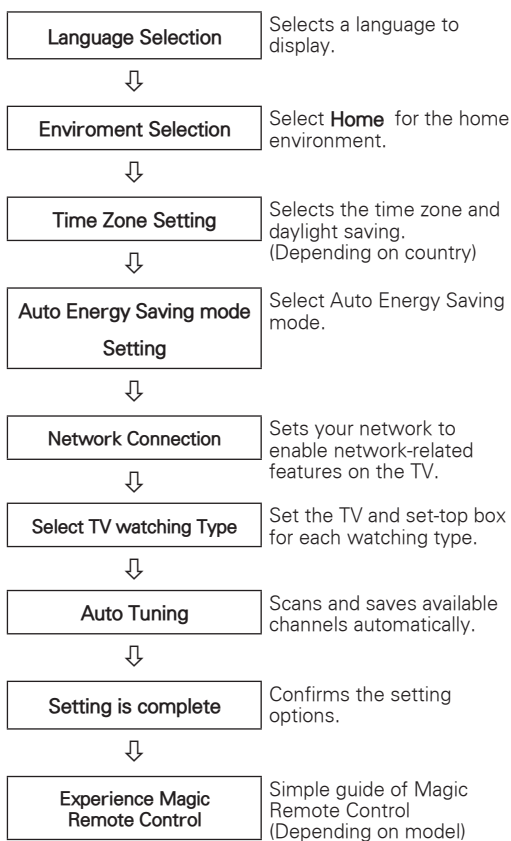 Language Selection
Selects a language to
display.
Enviroment Selection
Select Home for the home
environment.
Time Zone Setting
Selects the time zone and
daylight saving.
(Depending on country)
Auto Energy Saving mode
Setting
Select Auto Energy Saving
mode.
Network Connection
Sets your network to
enable network-related
features on the TV.
Select TV watching Type
Set the TV and set-top box
for each watching type.
Auto Tuning
Scans and saves available
channels automatically.
Setting is complete
Confirms the setting
options.
Experience Magic
Remote Control
Simple guide of Magic
Remote Control
(Depending on model)